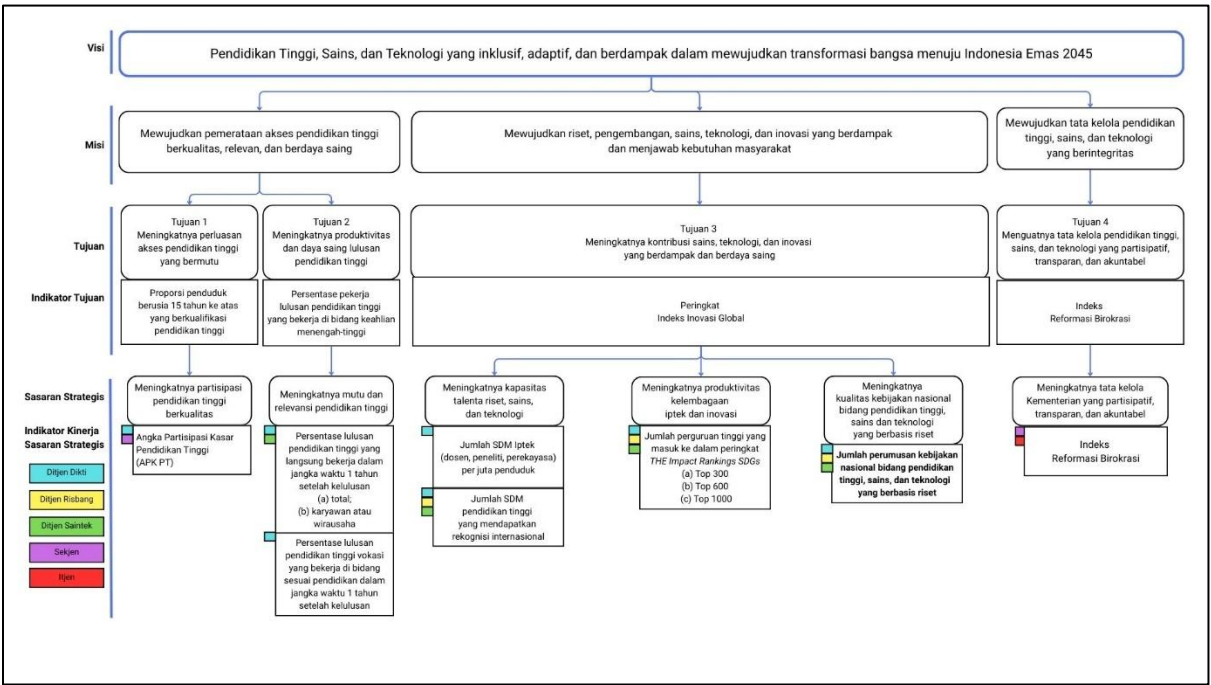 Visi
Pendidikan Tinggi, Sains, dan Teknologi yang inklusif, adaptif, dan berdampak dalam mewujudkan transformasi bangsa menuju Indonesia Emas 2045
Misi
Mewujudkan pemerataan akses pendidikan tinggi
berkualitas, relevan, dan berdaya saing
Mewujudkan riset, pengembangan, sains, teknologi, dan inovasi yang berdampak
dan menjawab kebutuhan masyarakat
Mewujudkan tata kelola pendidikan
tinggi, sains, dan teknologi
yang berintegritas
Tujuan
Tujuan 1
Meningkatnya perluasan
akses pendidikan tinggi
yang bermutu
Tujuan 2
Meningkatnya produktivitas
dan daya saing lulusan
pendidikan tinggi
Tujuan 3
Meningkatnya kontribusi sains, teknologi, dan inovasi
yang berdampak dan berdaya saing
Tujuan 4
Menguatnya tata kelola pendidikan tinggi,
sains, dan teknologi yang partisipatif,
transparan, dan akuntabel
Indikator Tujuan
Proporsi penduduk
berusia 15 tahun ke atas
yang berkualifikasi
pendidikan tinggi
Persentase pekerja
lulusan pendidikan tinggi
yang bekerja di bidang keahlian
menengah-tinggi
Peringkat
Indeks Inovasi Global
Indeks
Reformasi Birokrasi
Sasaran Strategis
Meningkatnya partisipasi
pendidikan tinggi
berkualitas
Meningkatnya mutu dan
relevansi pendidikan tinggi
Meningkatnya kapasitas
talenta riset, sains,
dan teknologi
Meningkatnya produktivitas
kelembagaan
iptek dan inovasi
Meningkatnya
kualitas kebijakan nasional
bidang pendidikan tinggi,
sains dan teknologi
yang berbasis riset
Meningkatnya tata kelola
Kementerian yang partisipatif,
transparan, dan akuntabel
Indikator Kinerja
Sasaran Strategis
Angka Partisipasi Kasar
Pendidikan Tinggi
(APK PT)
Persentase lulusan
pendidikan tinggi yang
langsung bekerja dalam
jangka waktu 1 tahun
setelah kelulusan
(a) total;
(b) karyawan atau
wirausaha
Persentase lulusan
pendidikan tinggi vokasi
yang bekerja di bidang
sesuai pendidikan dalam
jangka waktu 1 tahun
setelah kelulusan
Jumlah SDM Iptek
(dosen, peneliti, perekayasa)
per juta penduduk
Jumlah SDM
pendidikan tinggi
yang mendapatkan
rekognisi internasional
Jumlah perguruan tinggi yang
masuk ke dalam peringkat
THE Impact Rankings SDGs
(a) Top 300
(b) Top 600
(c) Top 1000
Jumlah perumusan kebijakan
nasional bidang pendidikan
tinggi, sains, dan teknologi
yang berbasis riset
Indeks
Reformasi Birokrasi
Ditjen Dikti
Ditjen Risbang
Ditjen Saintek
Sekjen
Itjen